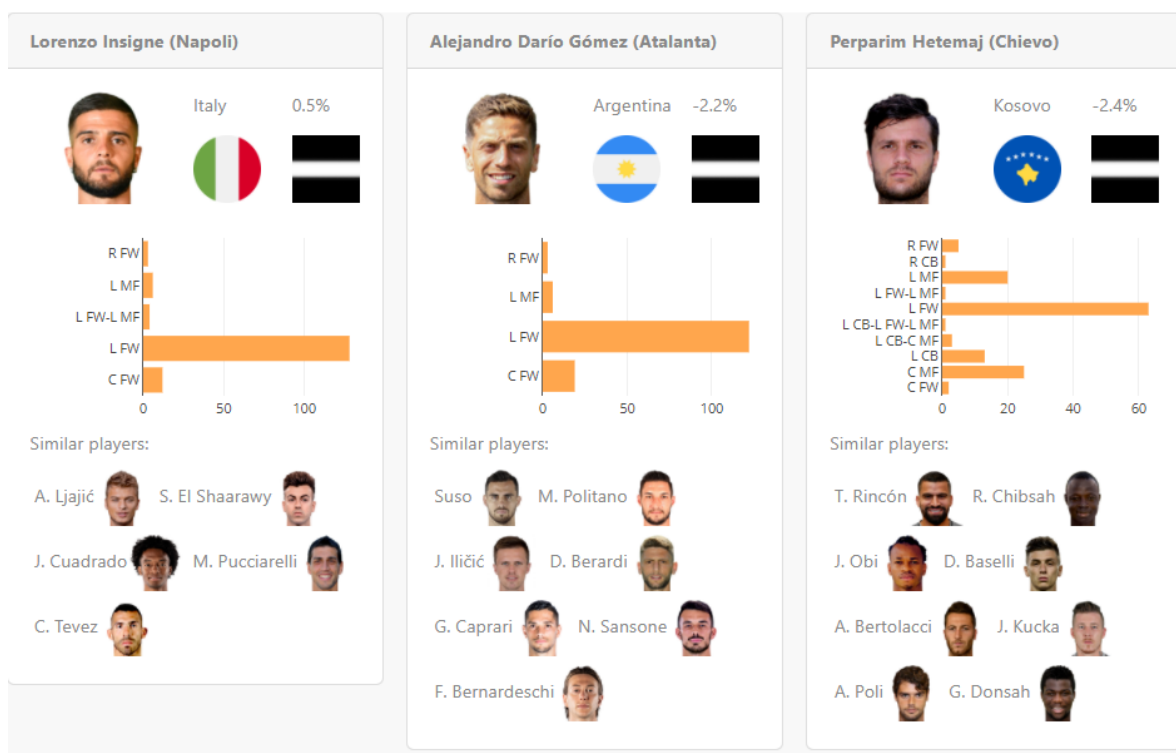 Lorenzo Insigne (Napoli)
Italy 0.5%
R FW
L MF
L FW-L MF
L FW
C FW
0 50 100
Similar players:
A. Ljajić S. El Shaarawy
J. Cuadrado M. Pucciarelli
C. Tevez
Alejandro Darío Gómez (Atalanta)
Argentina -2.2%
R FW
L MF
L FW
C FW
0 50 100
Similar players:
Suso M. Politano
J. Iličić D. Berardi
G. Caprari N. Sansone
F. Bernardeschi
Perparim Hetemaj (Chievo)
Kosovo -2.4%
R FW
R CB
L MF
L FW-L MF
L FW
L CB-L FW-L MF
L CB-C MF
L CB
C MF
C FW
0 20 40 60
Similar players:
T. Rincón R. Chibsah
J. Obi D. Baselli
A. Bertolacci J. Kucka
A. Poli G. Donsah